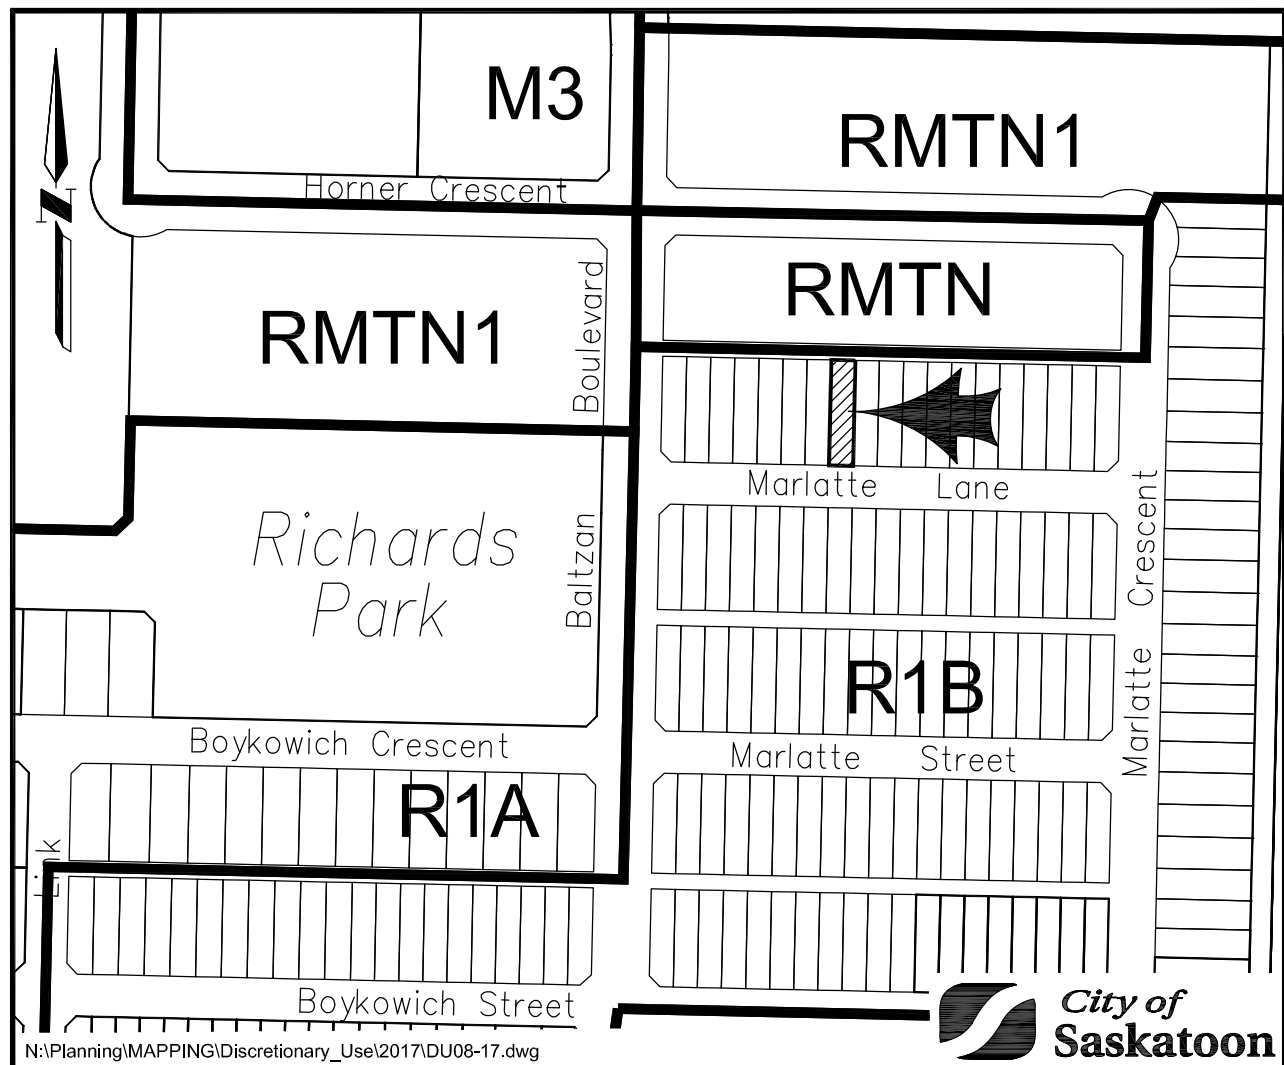 M3
RMTN1
Horner Crescent
N
RMTN
RMTN1
Boulevard
Marlatte Lane
Crescent
Richards
Park
Baltzan
R1B
Marlatte
Boykowich Crescent
Marlatte Street
R1A
Link
Boykowich Street
City of
Saskatoon
N:\Planning\MAPPING\Discretionary_Use\2017\DU08-17.dwg